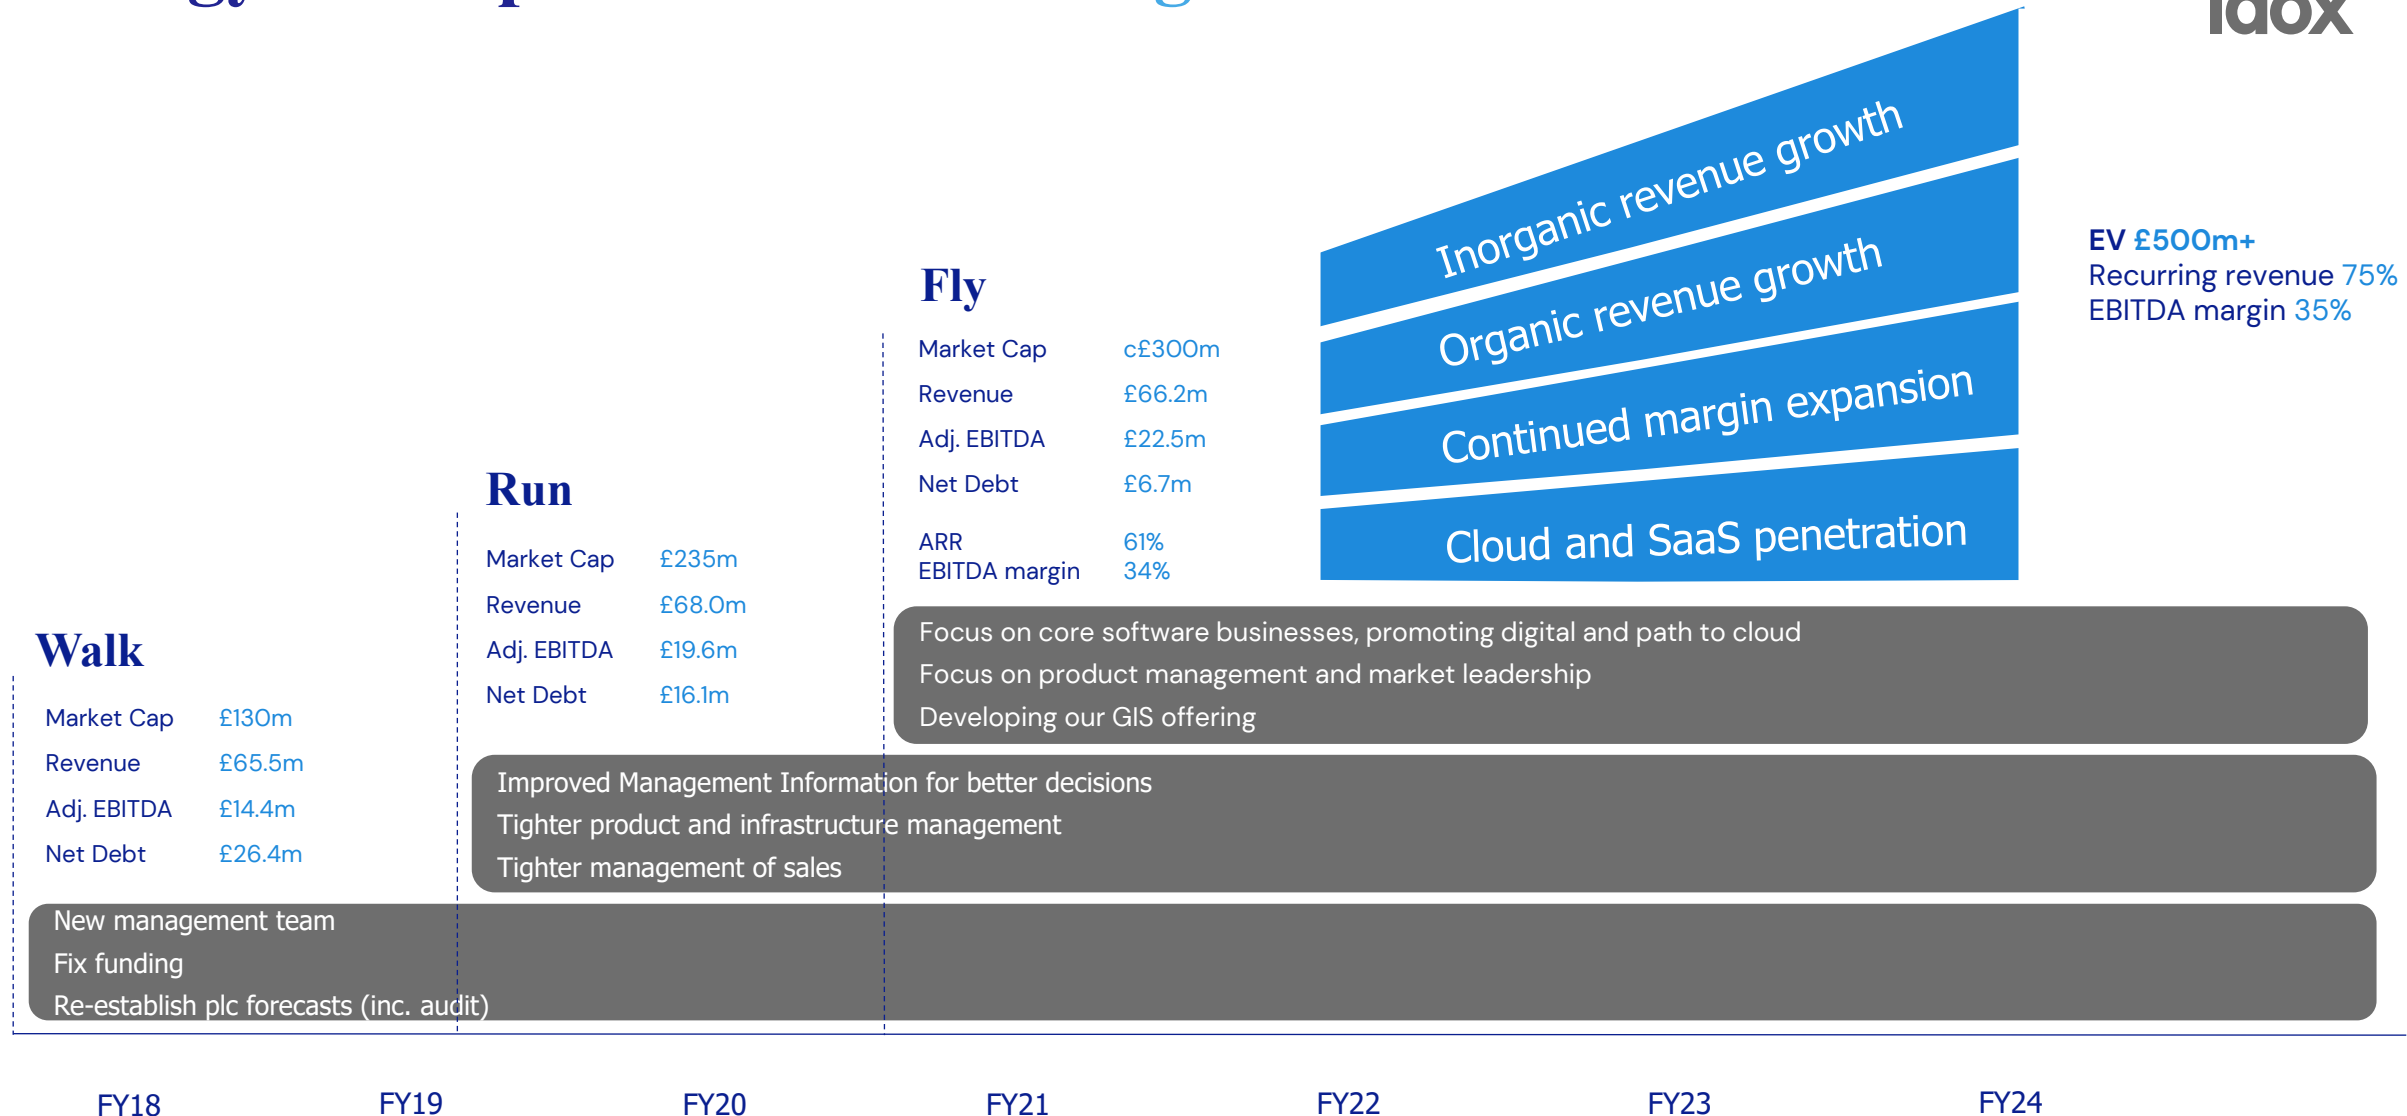 idox
Inorganic revenue growth
Organic revenue growth
Continued margin expansion
Cloud and SaaS penetration
EV £500m+
Recurring revenue 75%
EBITDA margin 35%
Fly
Market Cap c£300m
Revenue £66.2m
Adj. EBITDA £22.5m
Net Debt £6.7m
ARR 61%
EBITDA margin 34%
Run
Market Cap £235m
Revenue £68.0m
Adj. EBITDA £19.6m
Net Debt £16.1m
Walk
Market Cap £130m
Revenue £65.5m
Adj. EBITDA £14.4m
Net Debt £26.4m
Focus on core software businesses, promoting digital and path to cloud
Focus on product management and market leadership
Developing our GIS offering
Improved Management Information for better decisions
Tighter product and infrastructure management
Tighter management of sales
New management team
Fix funding
Re-establish plc forecasts (inc. audit)
FY18 FY19 FY20 FY21 FY22 FY23 FY24